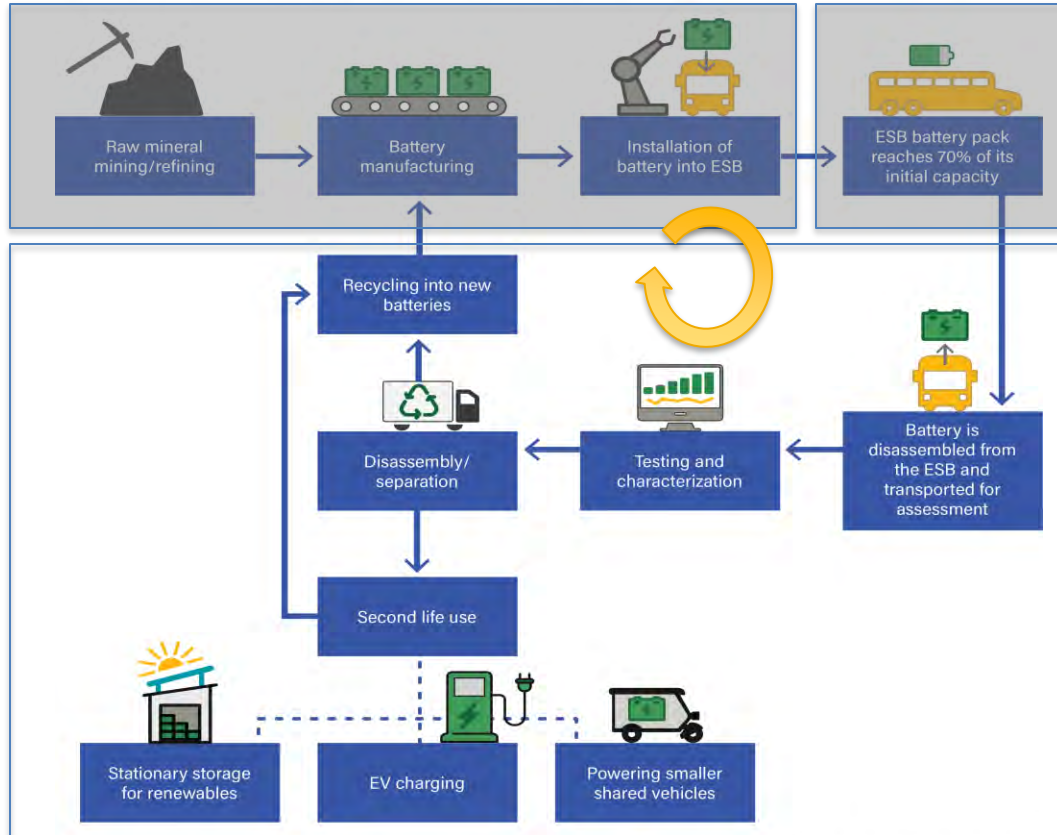 Raw mineral
mining/refining
Battery
manufacturing
Installation of
battery into ESB
ESB battery pack
reaches 70% of its
initial capacity
Recycling into new
batteries
Disassembly/
separation
Testing and
characterization
Battery is
disassembled from
the ESB and
transported for
assessment
Second life use
Stationary storage
for renewables
EV charging
Powering smaller
shared vehicles